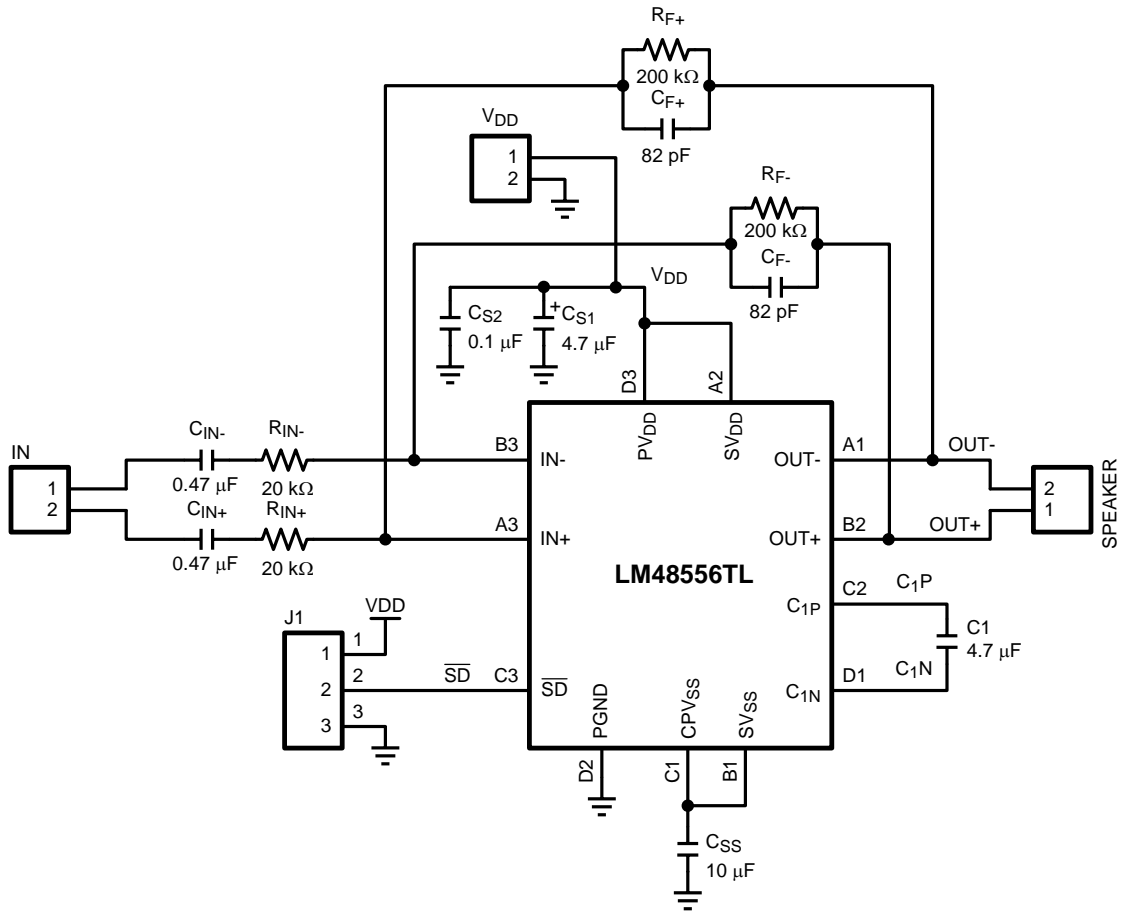 RF+
200 kΩ
CF+
82 pF
VDD
1
2
RF-
200 kΩ
CF-
82 pF
VDD
CS2
0.1 µF
+
CS1
4.7 µF
D3
A2
PVDD
SVDD
IN
1
2
CIN-
0.47 µF
RIN-
20 kΩ
CIN+
0.47 µF
RIN+
20 kΩ
B3
IN-
A3
IN+
OUT-
A1
OUT-
OUT+
B2
OUT+
2
1
SPEAKER
LM48556TL
C1P
C2
C1P
C1
4.7 µF
C1N
D1
C1N
J1
VDD
1
1
2
2
3
3
SD
C3
SD
PGND
D2
CPVSS
C1
SVSS
B1
CSS
10 µF